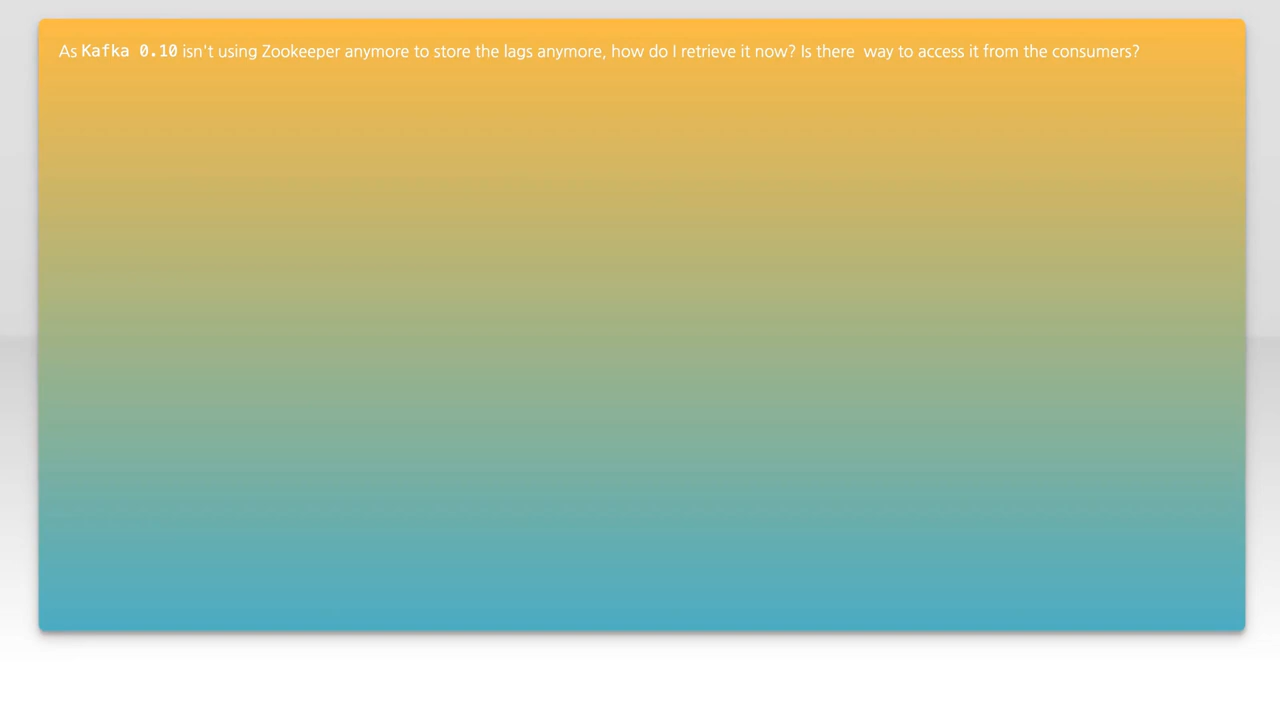 As Kafka 0.10 isn't using Zookeeper anymore to store the lags anymore, how do I retrieve it now? Is there  way to access it from the consumers?